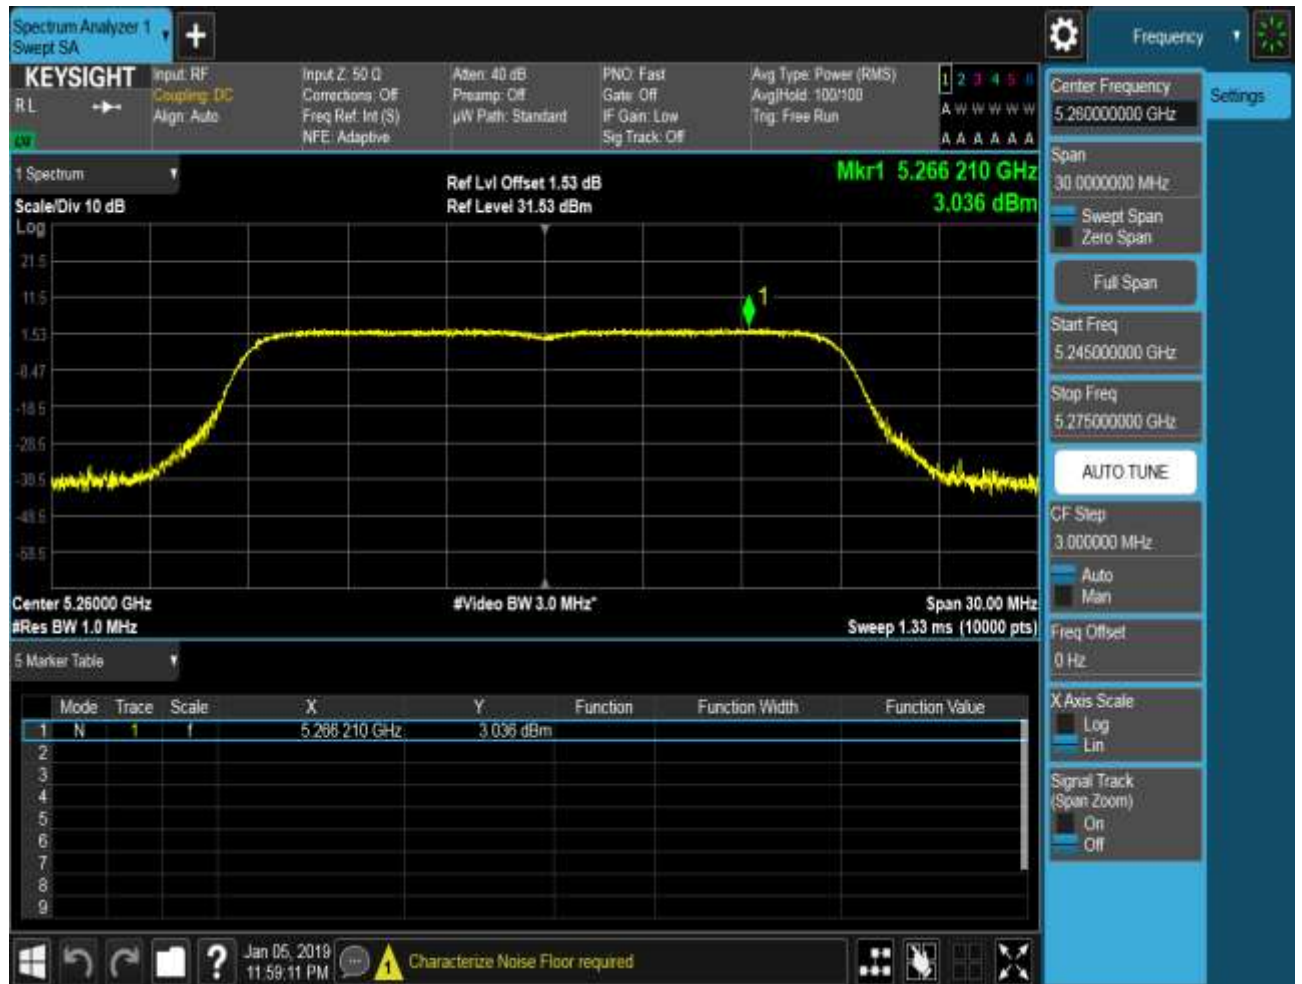 Spectrum Analyzer 1
Swept SA
Frequency
KEYSIGHT
RL
Input: RF
Coupling: DC
Align: Auto
Input Z: 50 Ω
Corrections: Off
Freq Ref: Int (S)
NFE: Adaptive
Atten: 40 dB
Preamp: Off
µW Path: Standard
PNO: Fast
Gate: Off
IF Gain: Low
Sig Track: Off
Avg Type: Power (RMS)
Avg|Hold: 100/100
Trig: Free Run
1 2 3 4 5 6
A W W W W W
A A A A A A
1 Spectrum
Scale/Div 10 dB
Ref Lvl Offset 1.53 dB
Ref Level 31.53 dBm
Mkr1 5.266 210 GHz
3.036 dBm
Log
21.5
11.5
1.53
-8.47
-18.5
-28.5
-38.5
-48.5
-58.5
1
Center 5.26000 GHz
#Video BW 3.0 MHz*
Span 30.00 MHz
#Res BW 1.0 MHz
Sweep 1.33 ms (10000 pts)
5 Marker Table
Mode Trace Scale X Y Function Function Width Function Value
1 N 1 f 5.266 210 GHz 3.036 dBm
2
3
4
5
6
7
8
9
Jan 05, 2019
11:59:11 PM
Characterize Noise Floor required
Center Frequency
5.260000000 GHz
Settings
Span
30.0000000 MHz
Swept Span
Zero Span
Full Span
Start Freq
5.245000000 GHz
Stop Freq
5.275000000 GHz
AUTO TUNE
CF Step
3.000000 MHz
Auto
Man
Freq Offset
0 Hz
X Axis Scale
Log
Lin
Signal Track
(Span Zoom)
On
Off